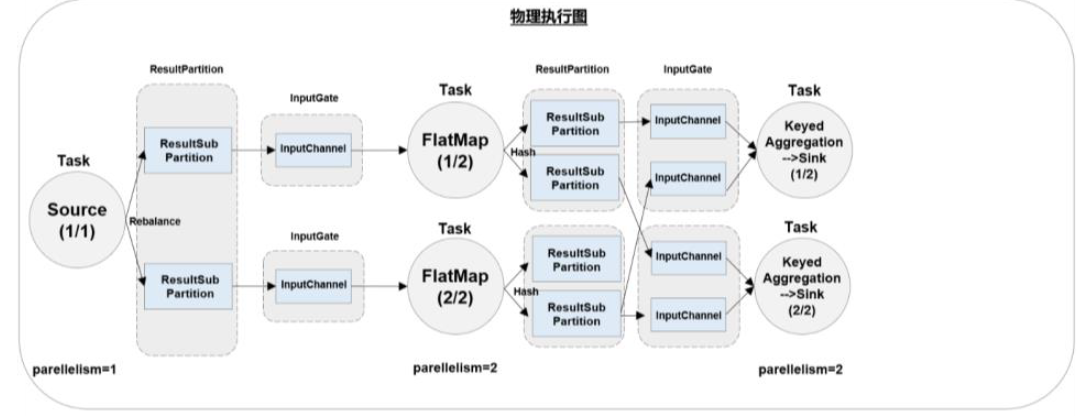 物理执行图
ResultPartition
InputGate
Task
ResultPartition
InputGate
Task
Task
ResultSub
Partition
InputChannel
FlatMap
(1/2)
Hash
ResultSub
Partition
ResultSub
Partition
InputChannel
InputChannel
Keyed
Aggregation
-->Sink
(1/2)
Source
(1/1)
Rebalance
InputGate
Task
Task
ResultSub
Partition
InputChannel
FlatMap
(2/2)
Hash
ResultSub
Partition
ResultSub
Partition
InputChannel
InputChannel
Keyed
Aggregation
-->Sink
(2/2)
parellelism=1
parellelism=2
parellelism=2